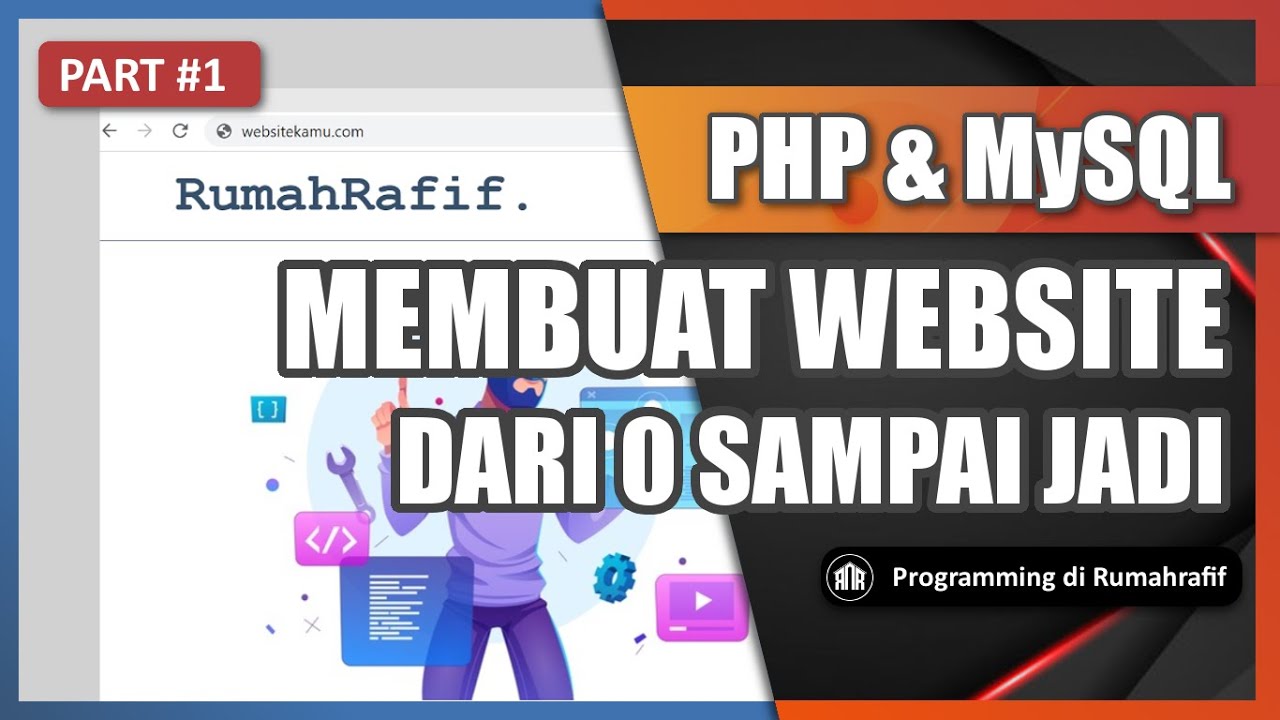 PART #1
websitekamu.com
RumahRafif.
PHP & MySQL
MEMBUAT WEBSITE
DARI 0 SAMPAI JADI
Programming di Rumahrafif